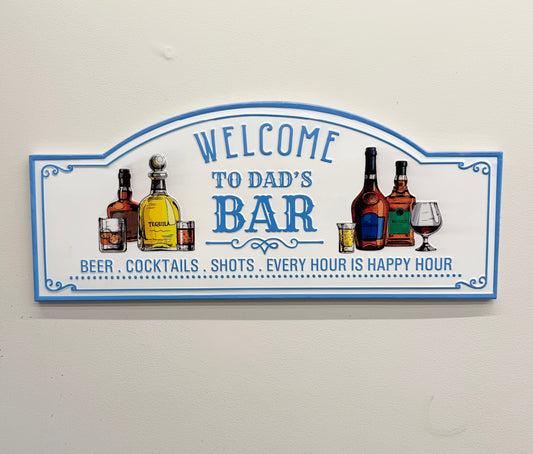 WELCOME
TO DAD'S
BAR
TEQUILA
BEER . COCKTAILS . SHOTS . EVERY HOUR IS HAPPY HOUR